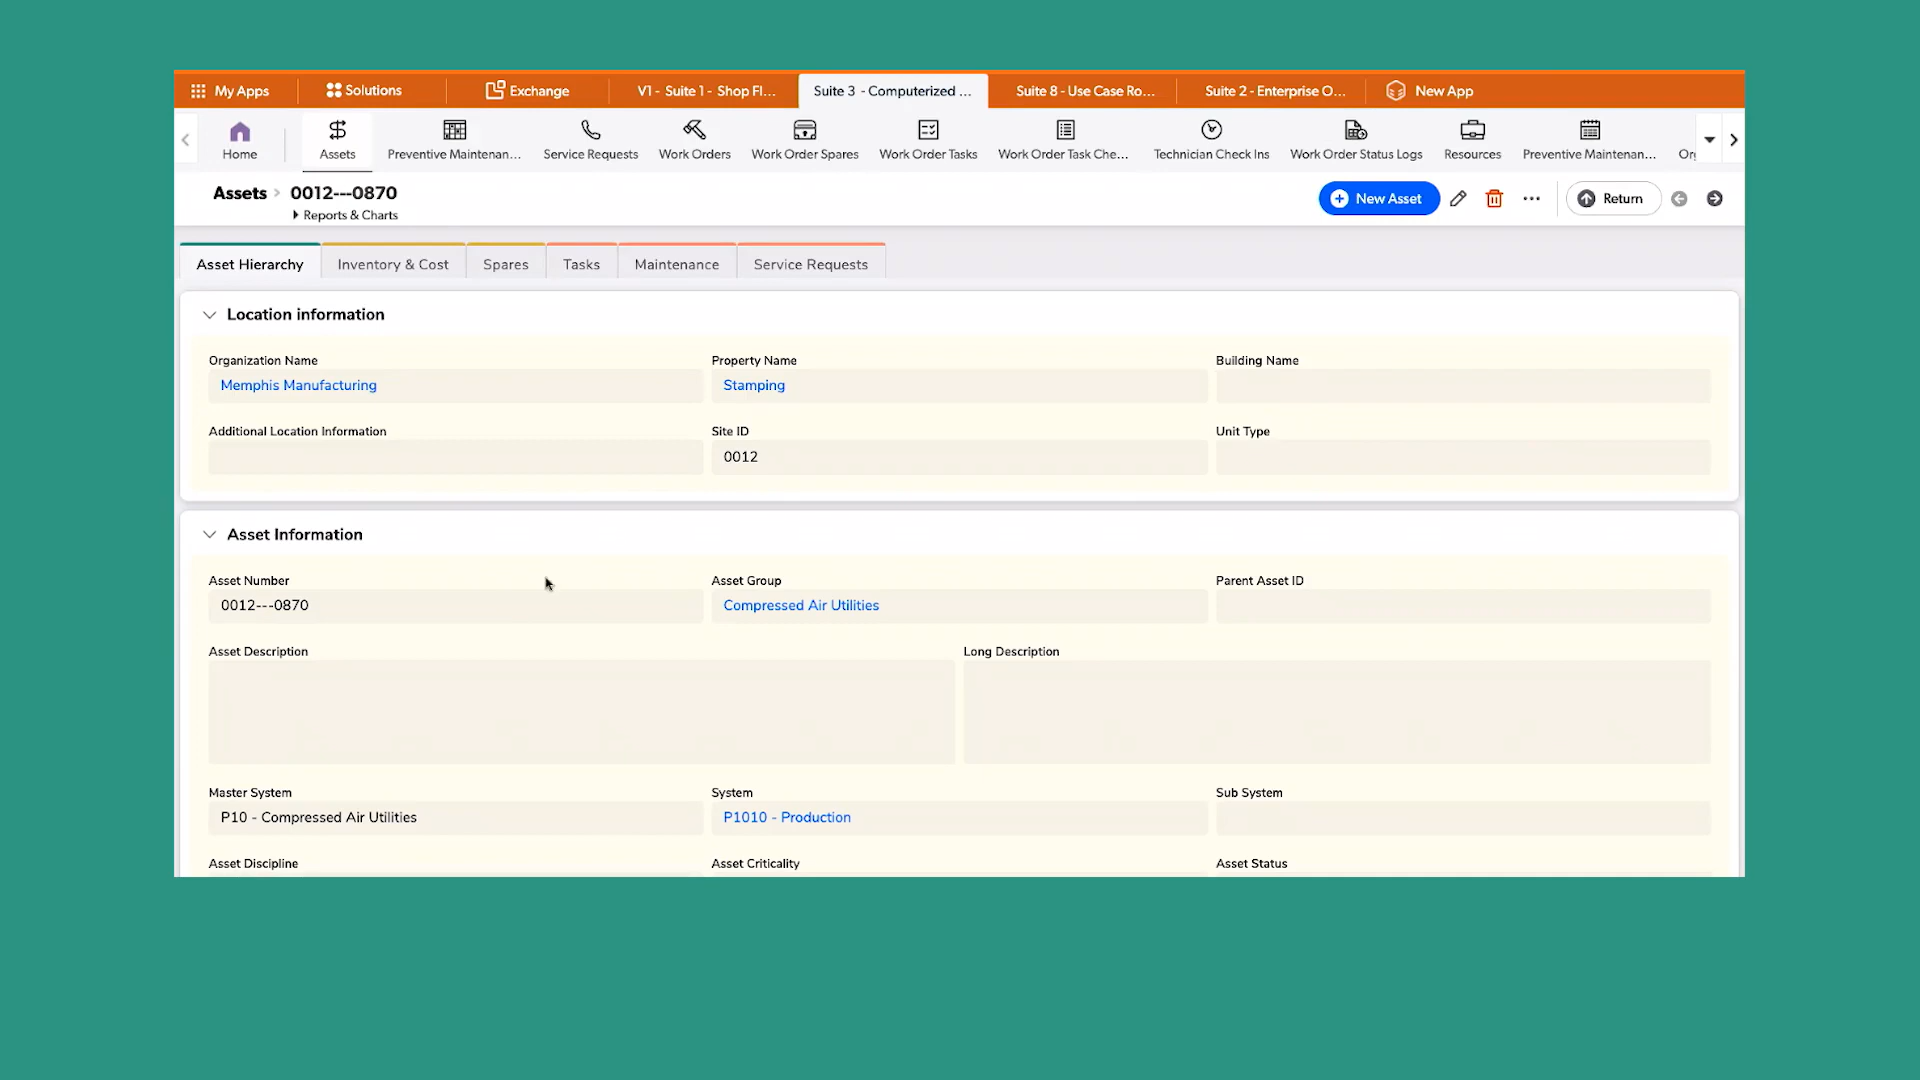 My Apps Solutions Exchange V1 - Suite 1 - Shop Fl... Suite 3 - Computerized ... Suite 8 - Use Case Ro... Suite 2 - Enterprise O... New App
Home Assets Preventive Maintenan... Service Requests Work Orders Work Order Spares Work Order Tasks Work Order Task Che... Technician Check Ins Work Order Status Logs Resources Preventive Maintenan...
Assets 0012---0870 New Asset Return
Reports & Charts
Asset Hierarchy Inventory & Cost Spares Tasks Maintenance Service Requests
Location information
Organization Name Property Name Building Name
Memphis Manufacturing Stamping
Additional Location Information Site ID Unit Type
0012
Asset Information
Asset Number Asset Group Parent Asset ID
0012---0870 Compressed Air Utilities
Asset Description Long Description
Master System System Sub System
P10 - Compressed Air Utilities P1010 - Production
Asset Discipline Asset Criticality Asset Status